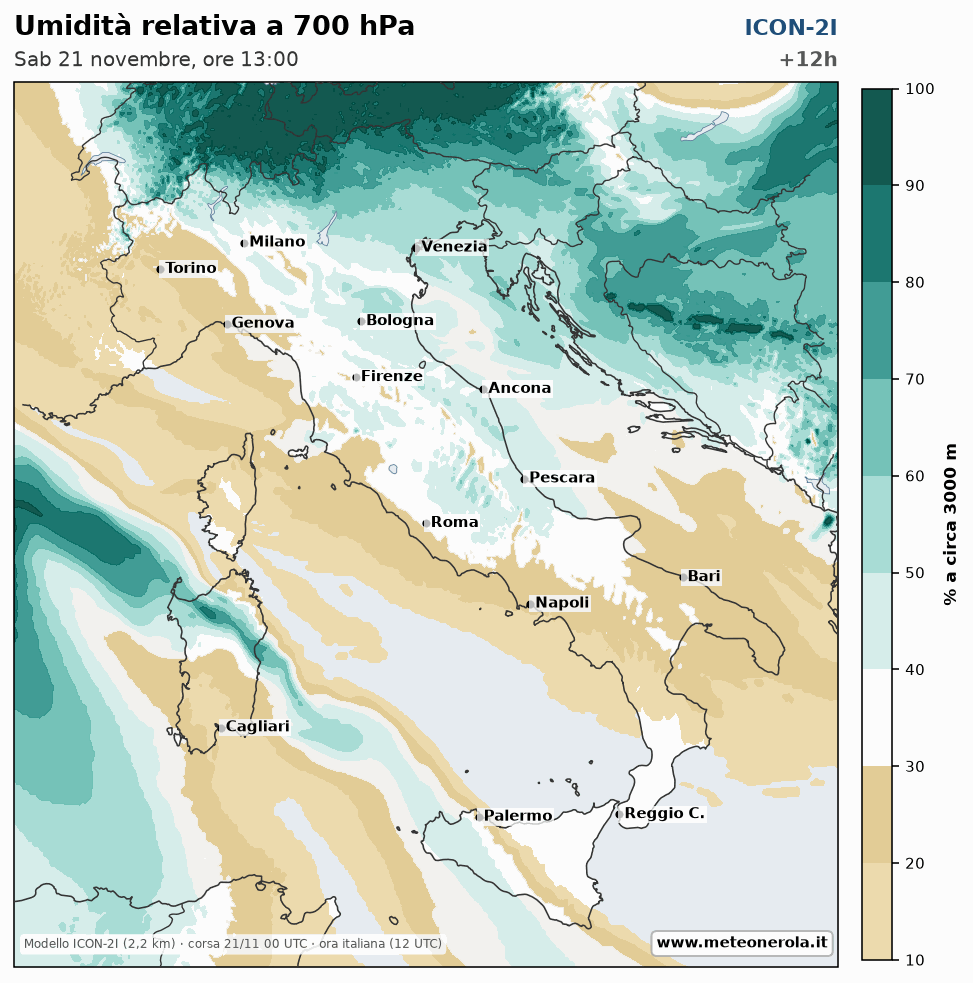 Umidità relativa a 700 hPa
ICON-2I
Sab 21 novembre, ore 13:00
+12h
Milano
Venezia
Torino
Genova
Bologna
Firenze
Ancona
Pescara
Roma
Bari
Napoli
Cagliari
Palermo
Reggio C.
100
90
80
70
60
50
40
30
20
10
% a circa 3000 m
Modello ICON-2I (2,2 km) · corsa 21/11 00 UTC · ora italiana (12 UTC)
www.meteonerola.it